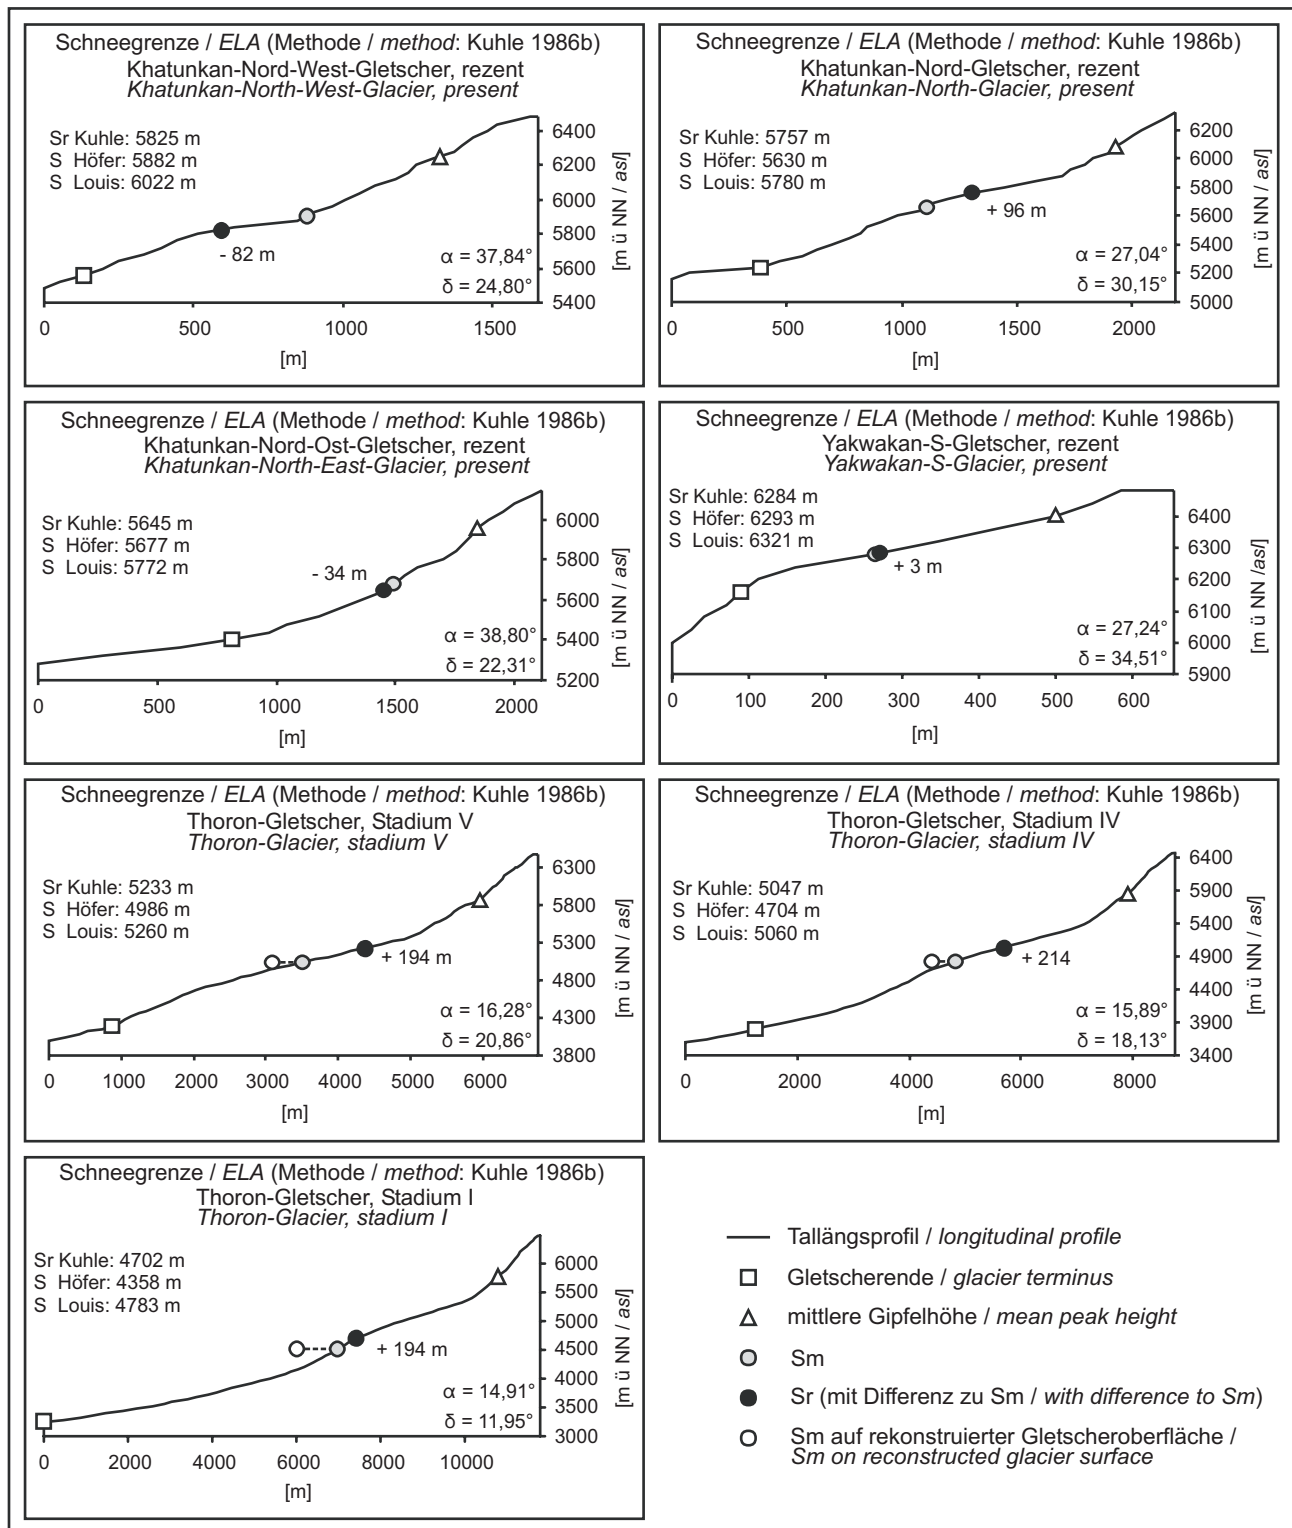 Schneegrenze / ELA (Methode / method: Kuhle 1986b)
Khatunkan-Nord-West-Gletscher, rezent
Khatunkan-North-West-Glacier, present
Sr Kuhle: 5825 m
S Höfer: 5882 m
S Louis: 6022 m
- 82 m
α = 37,84°
δ = 24,80°
6400
6200
6000
5800
5600
5400
[m ü NN / asl]
0 500 1000 1500
[m]
Schneegrenze / ELA (Methode / method: Kuhle 1986b)
Khatunkan-Nord-Gletscher, rezent
Khatunkan-North-Glacier, present
Sr Kuhle: 5757 m
S Höfer: 5630 m
S Louis: 5780 m
+ 96 m
α = 27,04°
δ = 30,15°
6200
6000
5800
5600
5400
5200
5000
[m ü NN / asl]
0 500 1000 1500 2000
[m]
Schneegrenze / ELA (Methode / method: Kuhle 1986b)
Khatunkan-Nord-Ost-Gletscher, rezent
Khatunkan-North-East-Glacier, present
Sr Kuhle: 5645 m
S Höfer: 5677 m
S Louis: 5772 m
- 34 m
α = 38,80°
δ = 22,31°
6000
5800
5600
5400
5200
[m ü NN / asl]
0 500 1000 1500 2000
[m]
Schneegrenze / ELA (Methode / method: Kuhle 1986b)
Yakwakan-S-Gletscher, rezent
Yakwakan-S-Glacier, present
Sr Kuhle: 6284 m
S Höfer: 6293 m
S Louis: 6321 m
+ 3 m
α = 27,24°
δ = 34,51°
6400
6300
6200
6100
6000
5900
[m ü NN /asl]
0 100 200 300 400 500 600
[m]
Schneegrenze / ELA (Methode / method: Kuhle 1986b)
Thoron-Gletscher, Stadium V
Thoron-Glacier, stadium V
Sr Kuhle: 5233 m
S Höfer: 4986 m
S Louis: 5260 m
+ 194 m
α = 16,28°
δ = 20,86°
6300
5800
5300
4800
4300
3800
[m ü NN / asl]
0 1000 2000 3000 4000 5000 6000
[m]
Schneegrenze / ELA (Methode / method: Kuhle 1986b)
Thoron-Gletscher, Stadium IV
Thoron-Glacier, stadium IV
Sr Kuhle: 5047 m
S Höfer: 4704 m
S Louis: 5060 m
+ 214
α = 15,89°
δ = 18,13°
6400
5900
5400
4900
4400
3900
3400
[m ü NN / asl]
0 2000 4000 6000 8000
[m]
Schneegrenze / ELA (Methode / method: Kuhle 1986b)
Thoron-Gletscher, Stadium I
Thoron-Glacier, stadium I
Sr Kuhle: 4702 m
S Höfer: 4358 m
S Louis: 4783 m
+ 194 m
α = 14,91°
δ = 11,95°
6000
5500
5000
4500
4000
3500
3000
[m ü NN / asl]
0 2000 4000 6000 8000 10000
[m]
Tallängsprofil / longitudinal profile
Gletscherende / glacier terminus
mittlere Gipfelhöhe / mean peak height
Sm
Sr (mit Differenz zu Sm / with difference to Sm)
Sm auf rekonstruierter Gletscheroberfläche /
Sm on reconstructed glacier surface